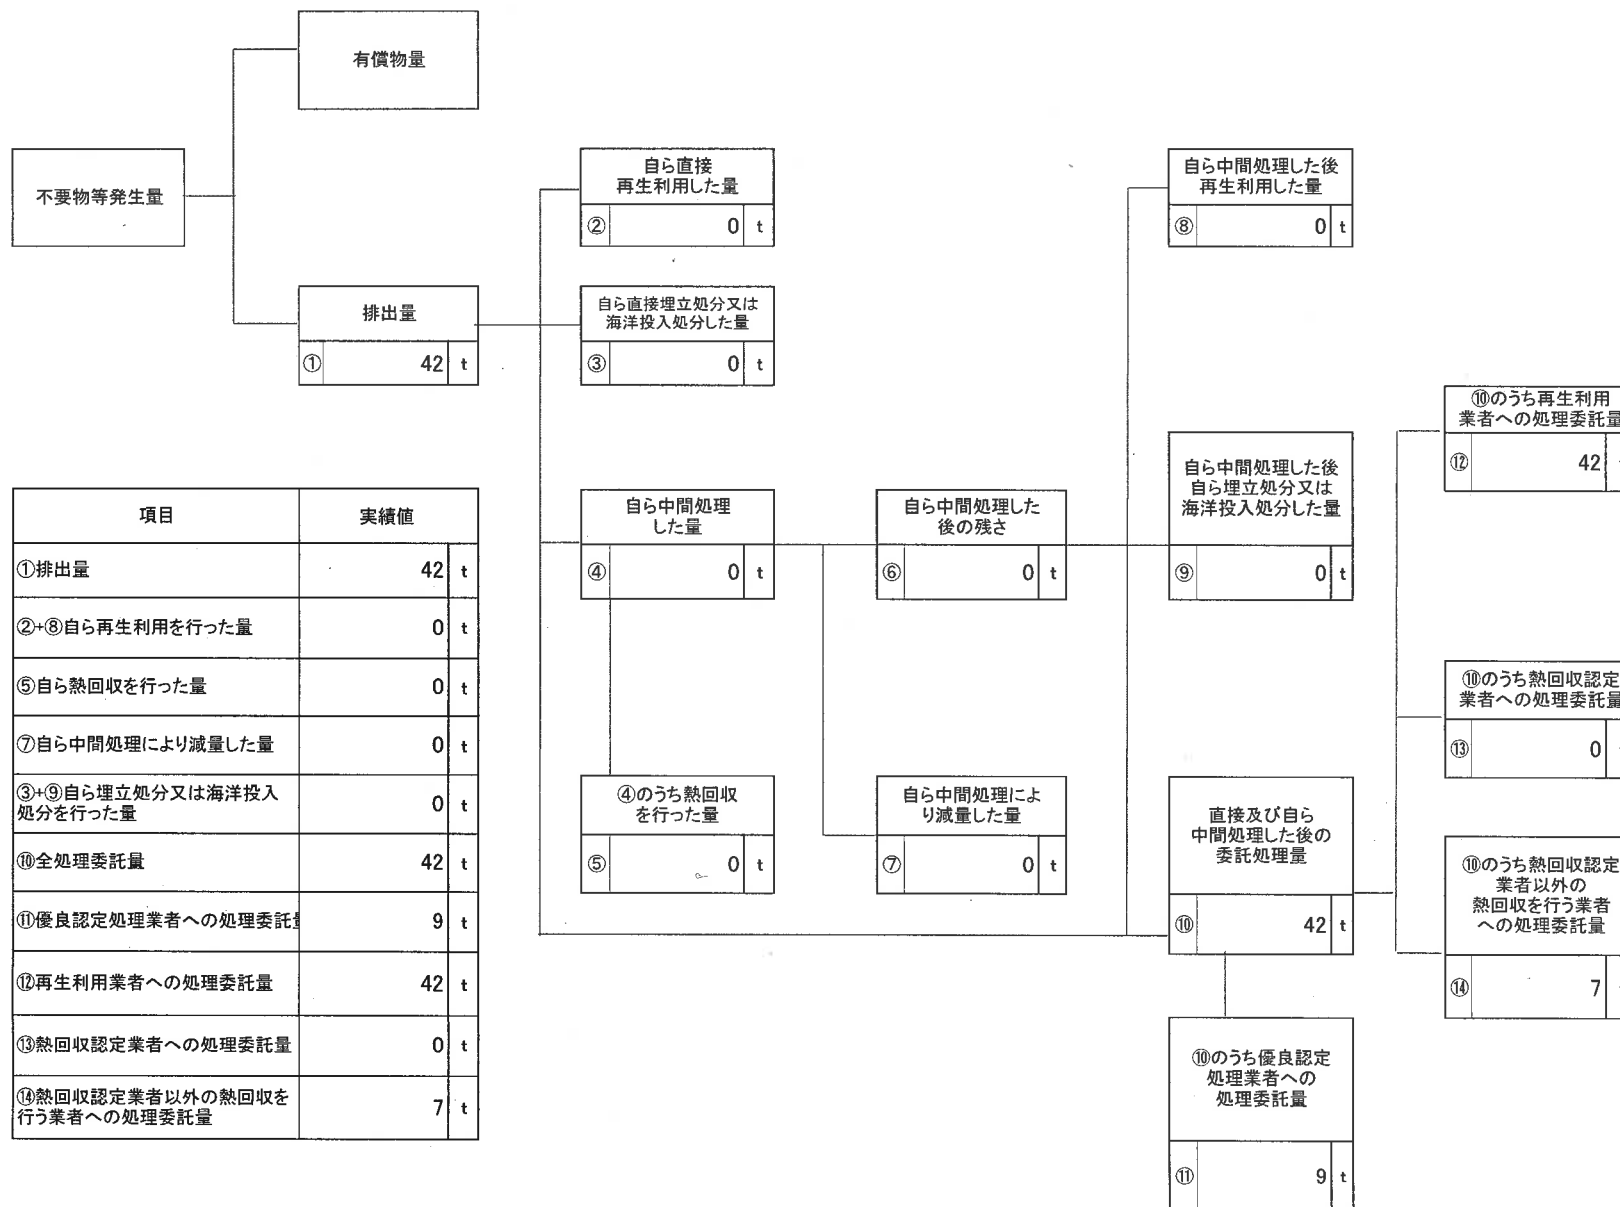 有償物量
不要物等発生量
排出量
① 42 t
自ら直接
再生利用した量
② 0 t
自ら直接埋立処分又は
海洋投入処分した量
③ 0 t
自ら中間処理
した量
④ 0 t
④のうち熱回収
を行った量
⑤ 0 t
自ら中間処理した
後の残さ
⑥ 0 t
自ら中間処理によ
り減量した量
⑦ 0 t
自ら中間処理した後
再生利用した量
⑧ 0 t
自ら中間処理した後
自ら埋立処分又は
海洋投入処分した量
⑨ 0 t
直接及び自ら
中間処理した後の
委託処理量
⑩ 42 t
⑩のうち優良認定
処理業者への
処理委託量
⑪ 9 t
⑩のうち再生利用
業者への処理委託量
⑫ 42
⑩のうち熱回収認定
業者への処理委託量
⑬ 0
⑩のうち熱回収認定
業者以外の
熱回収を行う業者
への処理委託量
⑭ 7
項目 実績値
①排出量 42 t
②+⑧自ら再生利用を行った量 0 t
⑤自ら熱回収を行った量 0 t
⑦自ら中間処理により減量した量 0 t
③+⑨自ら埋立処分又は海洋投入
処分を行った量 0 t
⑩全処理委託量 42 t
⑪優良認定処理業者への処理委託量 9 t
⑫再生利用業者への処理委託量 42 t
⑬熱回収認定業者への処理委託量 0 t
⑭熱回収認定業者以外の熱回収を
行う業者への処理委託量 7 t